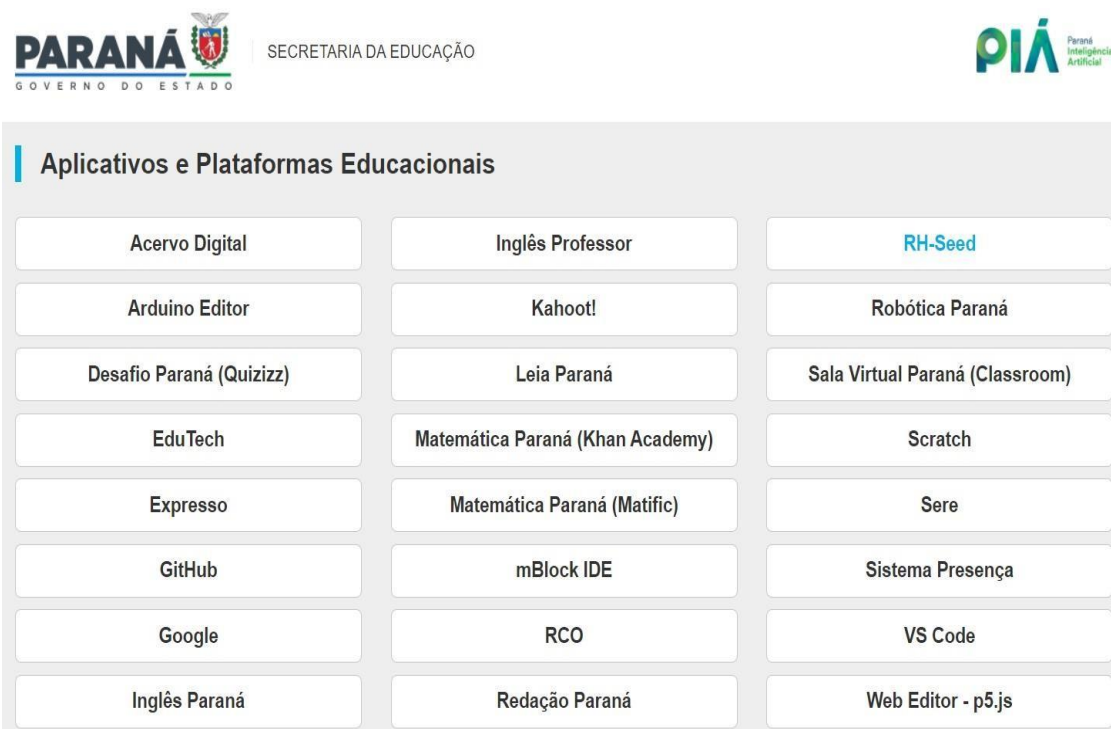 PARANÁ
GOVERNO DO ESTADO
SECRETARIA DA EDUCAÇÃO
PIÁ
Paraná
Inteligência
Artificial
Aplicativos e Plataformas Educacionais
Acervo Digital
Inglês Professor
RH-Seed
Arduino Editor
Kahoot!
Robótica Paraná
Desafio Paraná (Quizizz)
Leia Paraná
Sala Virtual Paraná (Classroom)
EduTech
Matemática Paraná (Khan Academy)
Scratch
Expresso
Matemática Paraná (Matific)
Sere
GitHub
mBlock IDE
Sistema Presença
Google
RCO
VS Code
Inglês Paraná
Redação Paraná
Web Editor - p5.js